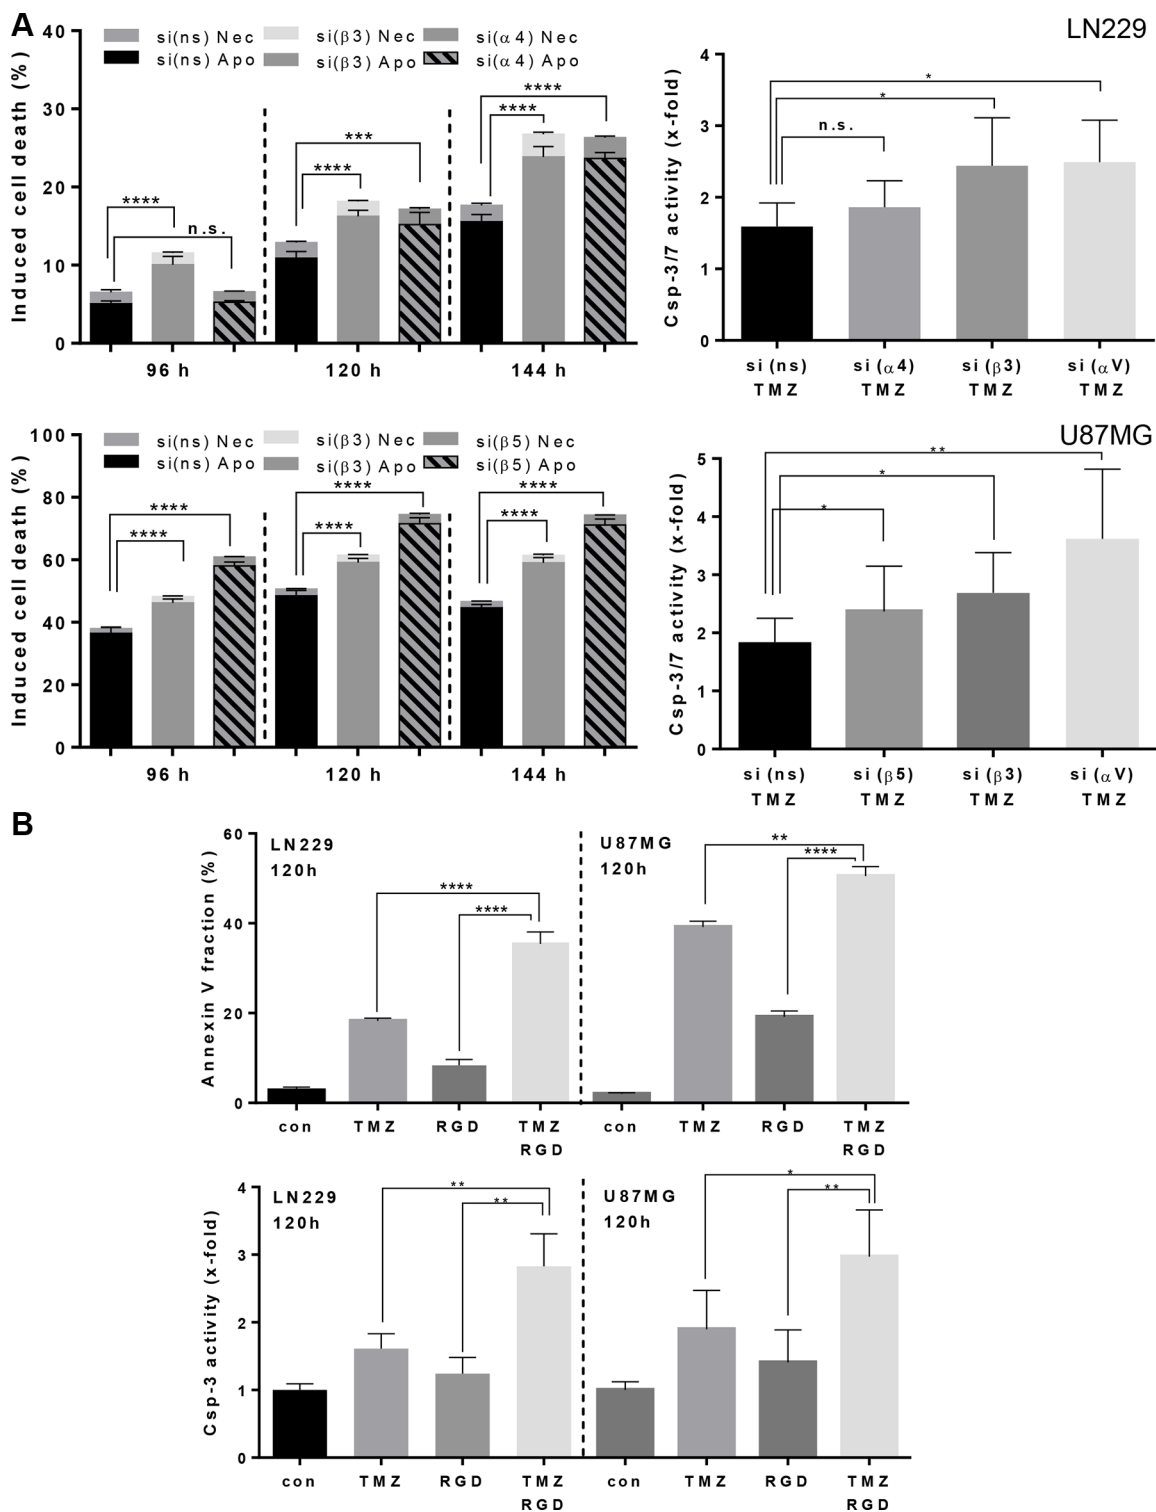 A
LN229
Induced cell death (%)
40
30
20
10
0
si(ns) Nec
si(β3) Nec
si(α4) Nec
si(ns) Apo
si(β3) Apo
si(α4) Apo
****
n.s.
****
***
****
****
96 h
120 h
144 h
Csp-3/7 activity (x-fold)
4
3
2
1
0
*
*
n.s.
si(ns) si(α4) si(β3) si(αV)
TMZ TMZ TMZ TMZ
U87MG
Induced cell death (%)
100
80
60
40
20
0
si(ns) Nec
si(β3) Nec
si(β5) Nec
si(ns) Apo
si(β3) Apo
si(β5) Apo
****
****
****
****
****
****
96 h
120 h
144 h
Csp-3/7 activity (x-fold)
5
4
3
2
1
0
**
*
*
si(ns) si(β5) si(β3) si(αV)
TMZ TMZ TMZ TMZ
B
Annexin V fraction (%)
60
40
20
0
LN229
120h
****
****
U87MG
120h
**
****
con TMZ RGD TMZ con TMZ RGD TMZ
RGD RGD
Csp-3 activity (x-fold)
4
3
2
1
0
LN229
120h
**
**
U87MG
120h
*
**
con TMZ RGD TMZ con TMZ RGD TMZ
RGD RGD